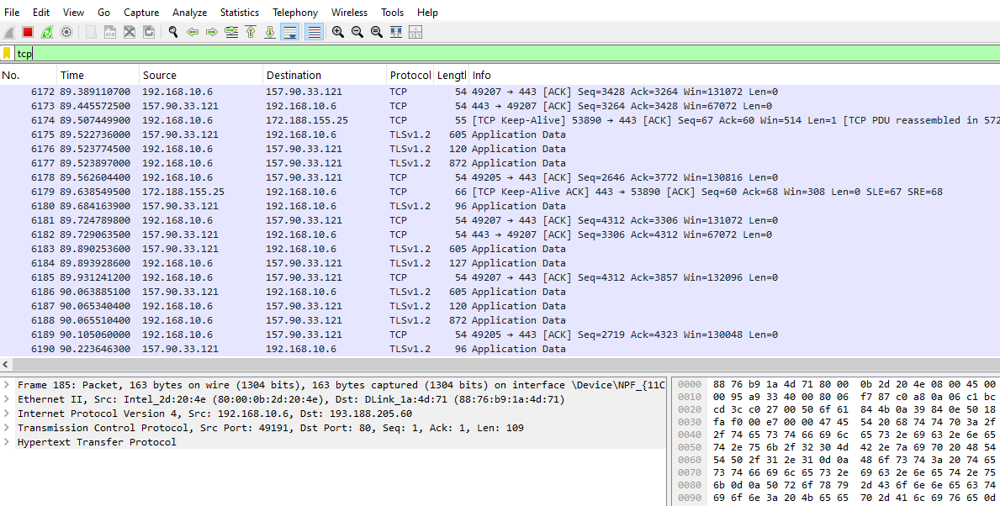 File Edit View Go Capture Analyze Statistics Telephony Wireless Tools Help
tcp
No. Time Source Destination Protocol Lengtl Info
6172 89.389110700 192.168.10.6 157.90.33.121 TCP 54 49207 → 443 [ACK] Seq=3428 Ack=3264 Win=131072 Len=0
6173 89.445572500 157.90.33.121 192.168.10.6 TCP 54 443 → 49207 [ACK] Seq=3264 Ack=3428 Win=67072 Len=0
6174 89.507449900 192.168.10.6 172.188.155.25 TCP 55 [TCP Keep-Alive] 53890 → 443 [ACK] Seq=67 Ack=60 Win=514 Len=1 [TCP PDU reassembled in 572
6175 89.522736000 157.90.33.121 192.168.10.6 TLSv1.2 605 Application Data
6176 89.523774500 192.168.10.6 157.90.33.121 TLSv1.2 120 Application Data
6177 89.523897000 192.168.10.6 157.90.33.121 TLSv1.2 872 Application Data
6178 89.562604400 192.168.10.6 157.90.33.121 TCP 54 49205 → 443 [ACK] Seq=2646 Ack=3772 Win=130816 Len=0
6179 89.638549500 172.188.155.25 192.168.10.6 TCP 66 [TCP Keep-Alive ACK] 443 → 53890 [ACK] Seq=60 Ack=68 Win=308 Len=0 SLE=67 SRE=68
6180 89.684163900 157.90.33.121 192.168.10.6 TLSv1.2 96 Application Data
6181 89.724789800 192.168.10.6 157.90.33.121 TCP 54 49207 → 443 [ACK] Seq=4312 Ack=3306 Win=131072 Len=0
6182 89.729063500 157.90.33.121 192.168.10.6 TCP 54 443 → 49207 [ACK] Seq=3306 Ack=4312 Win=67072 Len=0
6183 89.890253600 157.90.33.121 192.168.10.6 TLSv1.2 605 Application Data
6184 89.893928600 192.168.10.6 157.90.33.121 TLSv1.2 127 Application Data
6185 89.931241200 192.168.10.6 157.90.33.121 TCP 54 49207 → 443 [ACK] Seq=4312 Ack=3857 Win=132096 Len=0
6186 90.063885100 157.90.33.121 192.168.10.6 TLSv1.2 605 Application Data
6187 90.065340400 192.168.10.6 157.90.33.121 TLSv1.2 120 Application Data
6188 90.065510400 192.168.10.6 157.90.33.121 TLSv1.2 872 Application Data
6189 90.105060000 192.168.10.6 157.90.33.121 TCP 54 49205 → 443 [ACK] Seq=2719 Ack=4323 Win=130048 Len=0
6190 90.223646300 157.90.33.121 192.168.10.6 TLSv1.2 96 Application Data
Frame 185: Packet, 163 bytes on wire (1304 bits), 163 bytes captured (1304 bits) on interface \Device\NPF_{11C
Ethernet II, Src: Intel_2d:20:4e (80:00:0b:2d:20:4e), Dst: DLink_1a:4d:71 (88:76:b9:1a:4d:71)
Internet Protocol Version 4, Src: 192.168.10.6, Dst: 193.188.205.60
Transmission Control Protocol, Src Port: 49191, Dst Port: 80, Seq: 1, Ack: 1, Len: 109
Hypertext Transfer Protocol
0000 88 76 b9 1a 4d 71 80 00 0b 2d 20 4e 08 00 45 00
0010 00 95 a9 33 40 00 80 06 f7 87 c0 a8 0a 06 c1 bc
0020 cd 3c c0 27 00 50 6f 61 84 4b 0a 39 84 0e 50 18
0030 fa f0 00 e7 00 00 47 45 54 20 68 74 74 70 3a 2f
0040 2f 74 65 73 74 66 69 6c 65 73 2e 69 63 2e 6e 65
0050 74 2e 75 6b 2f 32 30 4d 42 2e 7a 69 70 20 48 54
0060 54 50 2f 31 2e 31 0d 0a 48 6f 73 74 3a 20 74 65
0070 73 74 66 69 6c 65 73 2e 69 63 2e 6e 65 74 2e 75
0080 6b 0d 0a 50 72 6f 78 79 2d 43 6f 6e 6e 65 63 74
0090 69 6f 6e 3a 20 4b 65 65 70 2d 41 6c 69 76 65 0d